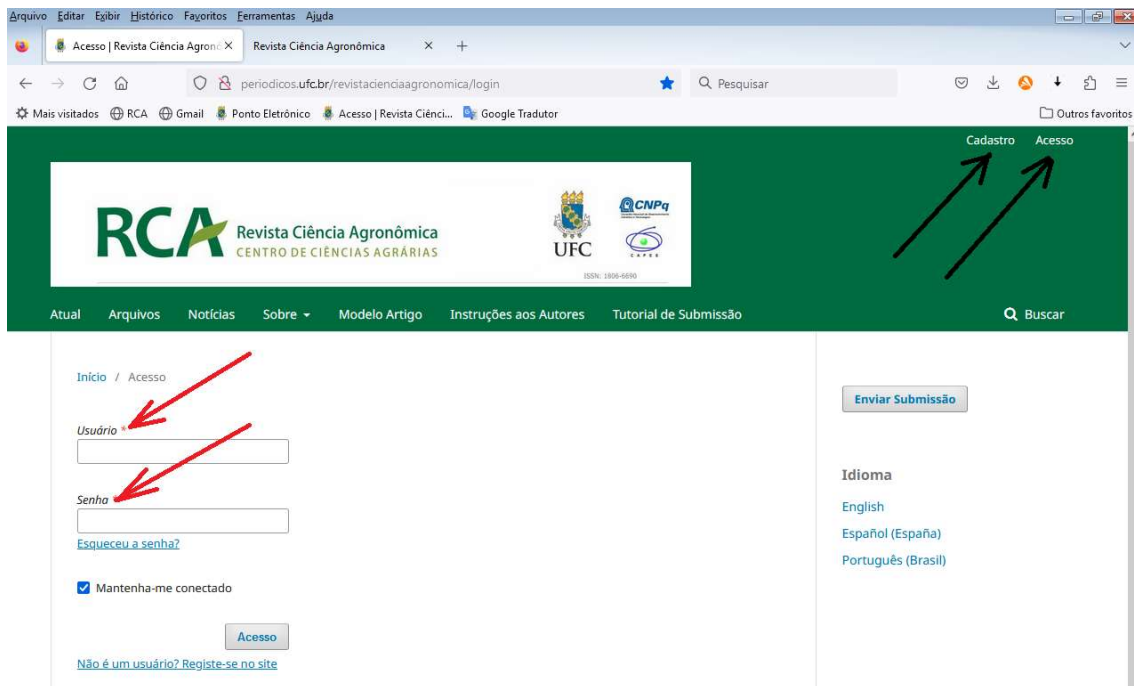 Arquivo Editar Exibir Histórico Favoritos Ferramentas Ajuda
Acesso | Revista Ciência Agronô
Revista Ciência Agronômica
periodicos.ufc.br/revistacienciaagronomica/login
Pesquisar
Mais visitados RCA Gmail Ponto Eletrônico Acesso | Revista Ciênci... Google Tradutor Outros favoritos
Cadastro Acesso
RCA Revista Ciência Agronômica
CENTRO DE CIÊNCIAS AGRÁRIAS
UFC
CNPq
CAPES
ISSN: 1806-6690
Atual Arquivos Notícias Sobre Modelo Artigo Instruções aos Autores Tutorial de Submissão Buscar
Início / Acesso
Usuário *
Senha *
Esqueceu a senha?
Mantenha-me conectado
Acesso
Não é um usuário? Registe-se no site
Enviar Submissão
Idioma
English
Español (España)
Português (Brasil)